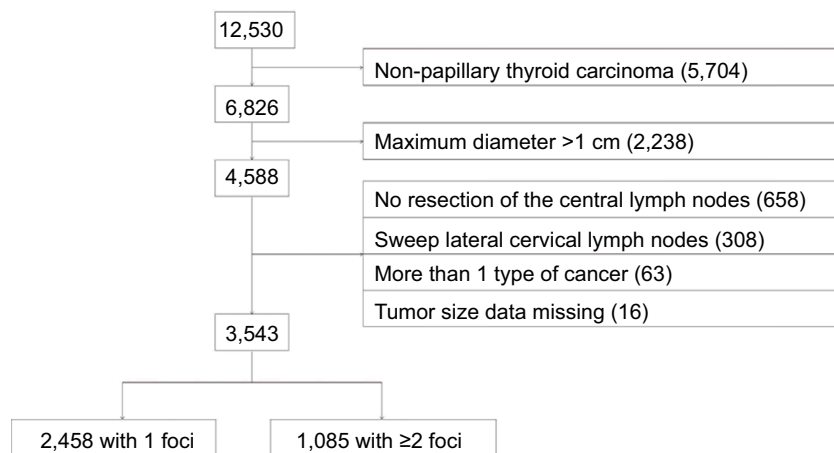 12,530
Non-papillary thyroid carcinoma (5,704)
6,826
Maximum diameter >1 cm (2,238)
4,588
No resection of the central lymph nodes (658)
Sweep lateral cervical lymph nodes (308)
More than 1 type of cancer (63)
Tumor size data missing (16)
3,543
2,458 with 1 foci
1,085 with ≥2 foci